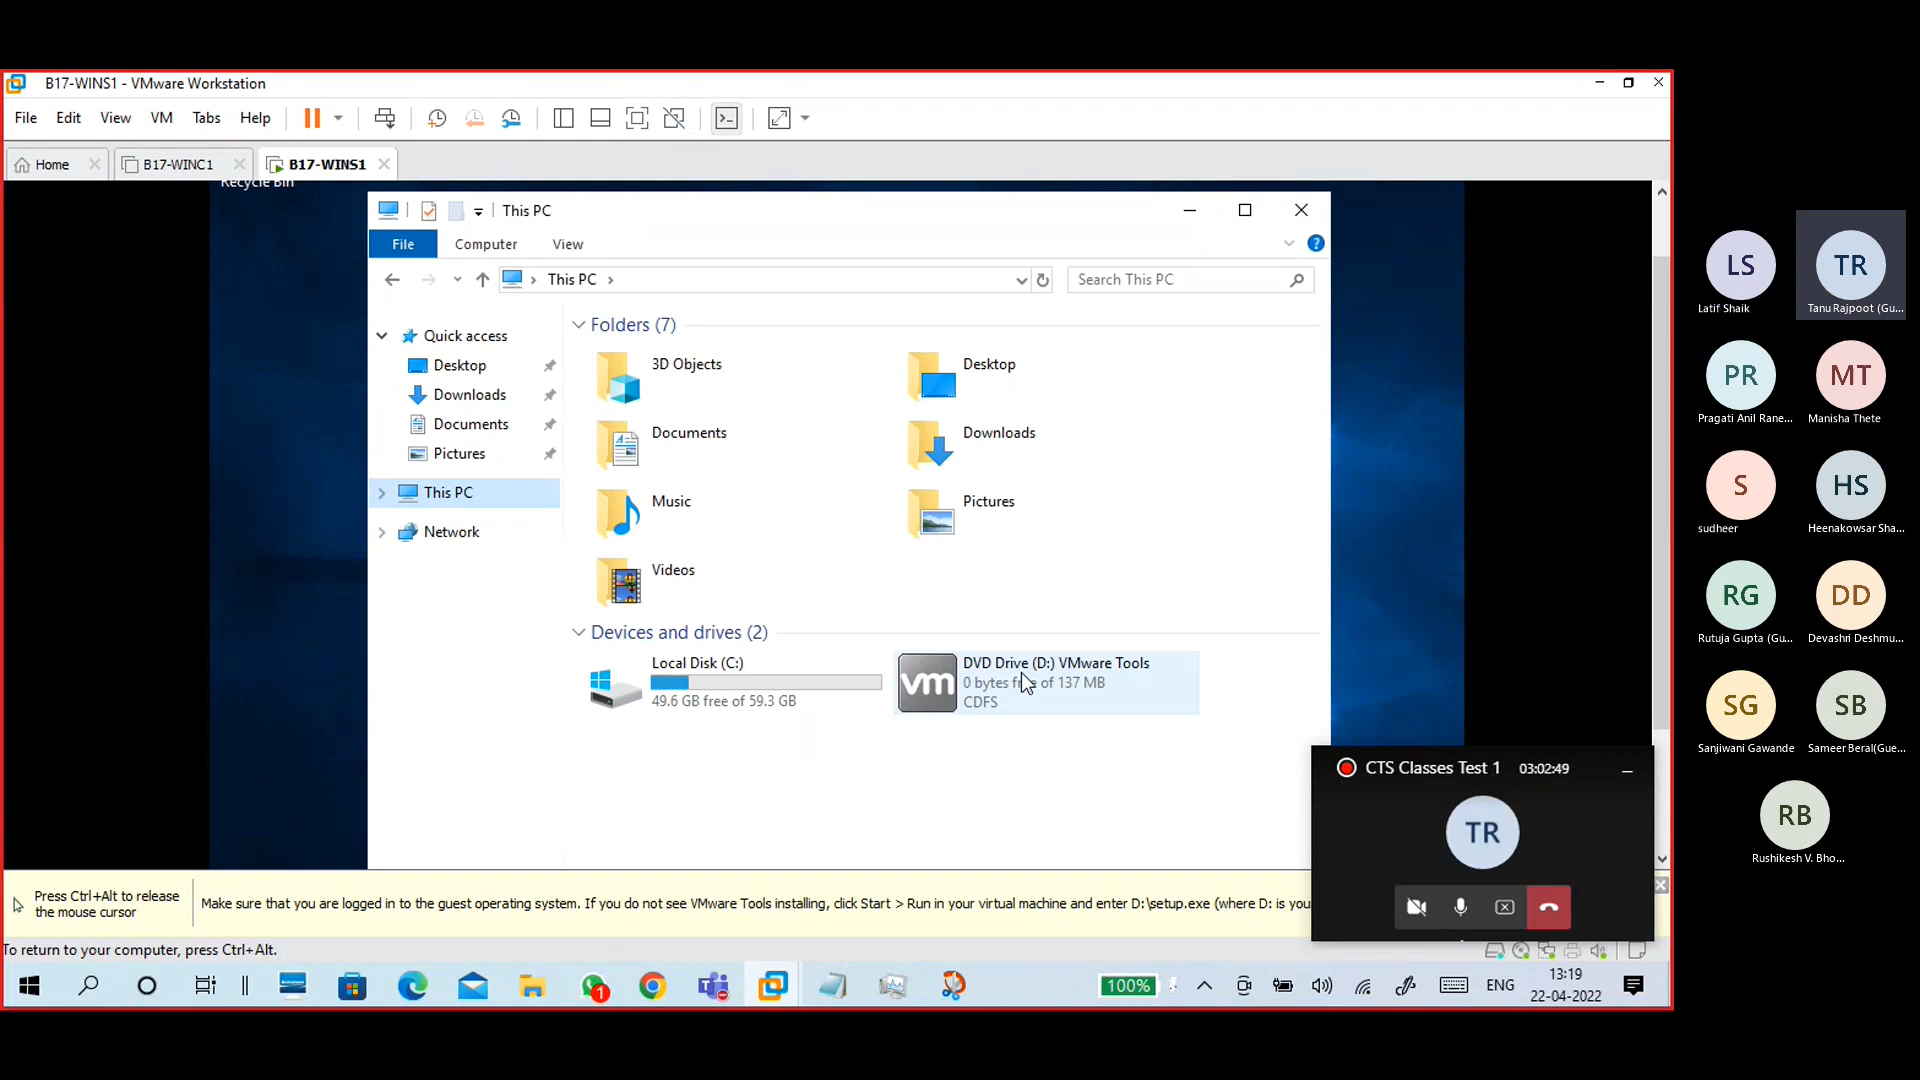 B17-WINS1 - VMware Workstation
File Edit View VM Tabs Help
Home B17-WINC1 B17-WINS1
Recycle Bin
This PC
File Computer View
This PC
Search This PC
Quick access
Desktop
Downloads
Documents
Pictures
This PC
Network
Folders (7)
3D Objects
Desktop
Documents
Downloads
Music
Pictures
Videos
Devices and drives (2)
Local Disk (C:)
49.6 GB free of 59.3 GB
vm
DVD Drive (D:) VMware Tools
0 bytes free of 137 MB
CDFS
CTS Classes Test 1 03:02:49
TR
Press Ctrl+Alt to release
the mouse cursor
Make sure that you are logged in to the guest operating system. If you do not see VMware Tools installing, click Start > Run in your virtual machine and enter D:\setup.exe (where D: is you
To return to your computer, press Ctrl+Alt.
1
100%
ENG
13:19
22-04-2022
LS
Latif Shaik
TR
Tanu Rajpoot (Gu...
PR
Pragati Anil Rane...
MT
Manisha Thete
S
sudheer
HS
Heenakowsar Sha...
RG
Rutuja Gupta (Gu...
DD
Devashri Deshmu...
SG
Sanjiwani Gawande
SB
Sameer Beral(Gue...
RB
Rushikesh V. Bho...